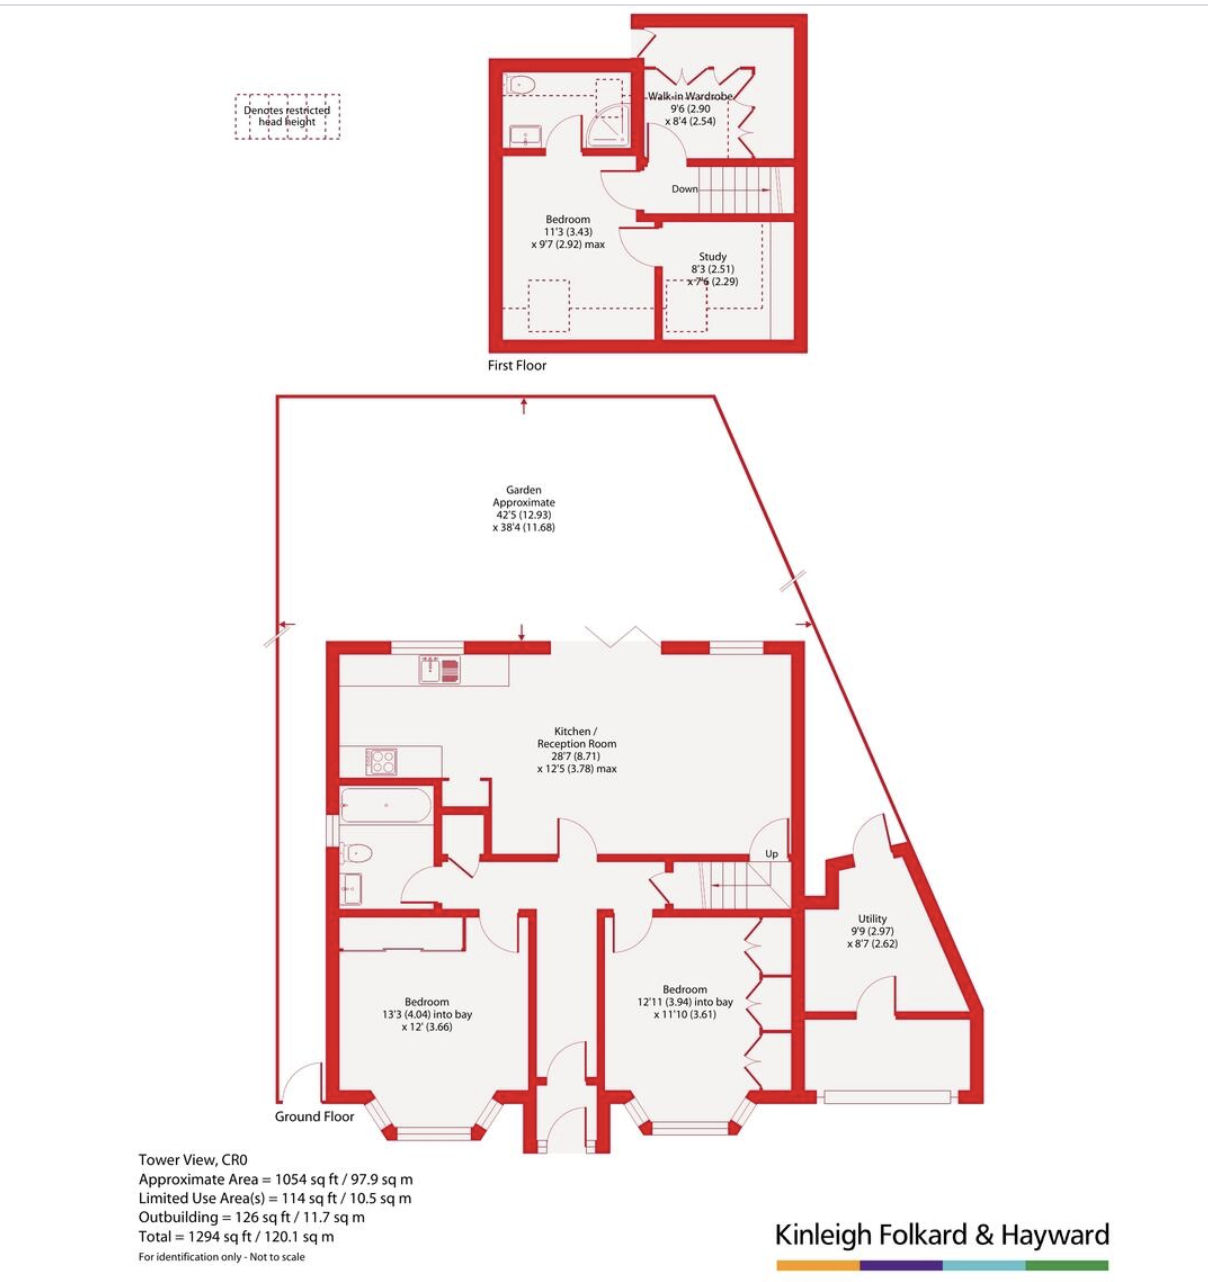 Denotes restricted
head height
Walk-in Wardrobe
9'6 (2.90
x 8'4 (2.54)
Down
Bedroom
11'3 (3.43)
x 9'7 (2.92) max
Study
8'3 (2.51)
x 7'6 (2.29)
First Floor
Garden
Approximate
42'5 (12.93)
x 38'4 (11.68)
Kitchen /
Reception Room
28'7 (8.71)
x 12'5 (3.78) max
Up
Utility
9'9 (2.97)
x 8'7 (2.62)
Bedroom
13'3 (4.04) into bay
x 12' (3.66)
Bedroom
12'11 (3.94) into bay
x 11'10 (3.61)
Ground Floor
Tower View, CR0
Approximate Area = 1054 sq ft / 97.9 sq m
Limited Use Area(s) = 114 sq ft / 10.5 sq m
Outbuilding = 126 sq ft / 11.7 sq m
Total = 1294 sq ft / 120.1 sq m
For identification only - Not to scale
Kinleigh Folkard & Hayward